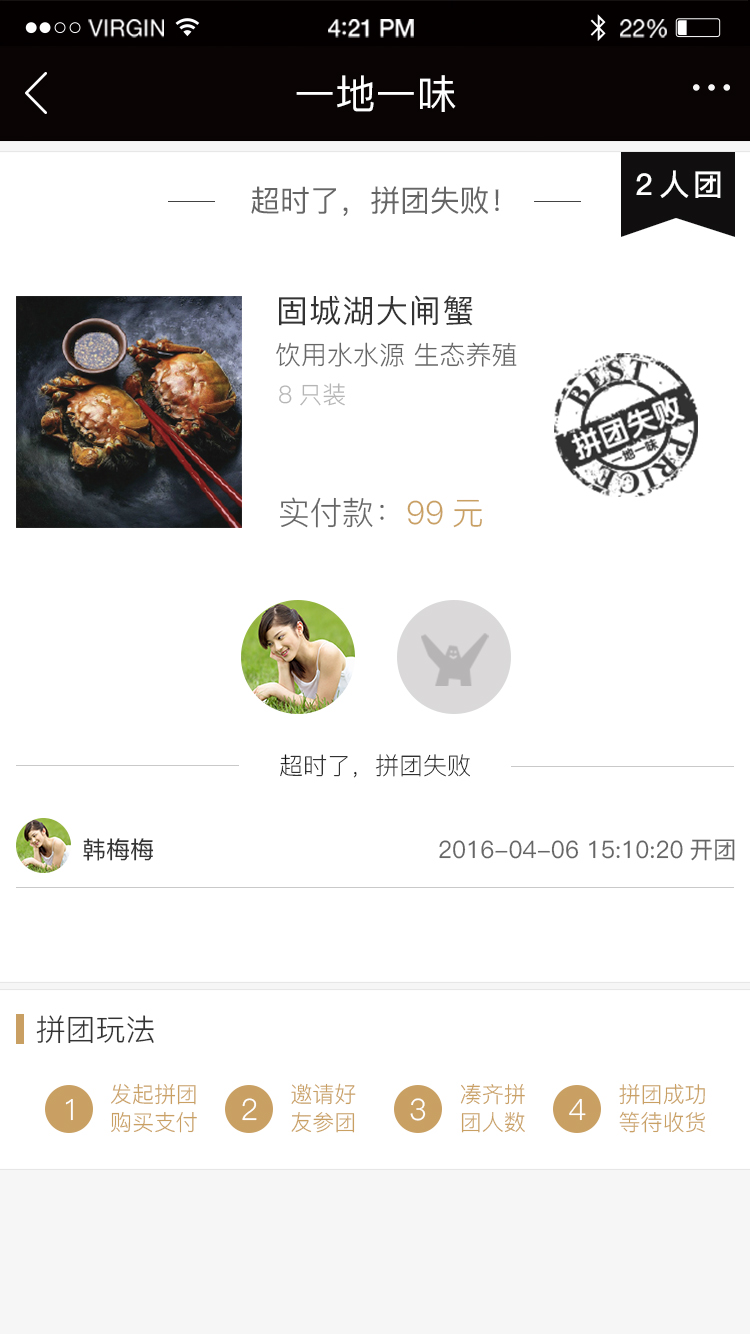 VIRGIN
4:21 PM
22%
一地一味
2人团
超时了，拼团失败！
固城湖大闸蟹
饮用水水源 生态养殖
8 只装
BEST
拼团失败
一地一味
PRICE
实付款：99 元
超时了，拼团失败
韩梅梅
2016-04-06 15:10:20 开团
拼团玩法
1
发起拼团
购买支付
2
邀请好
友参团
3
凑齐拼
团人数
4
拼团成功
等待收货